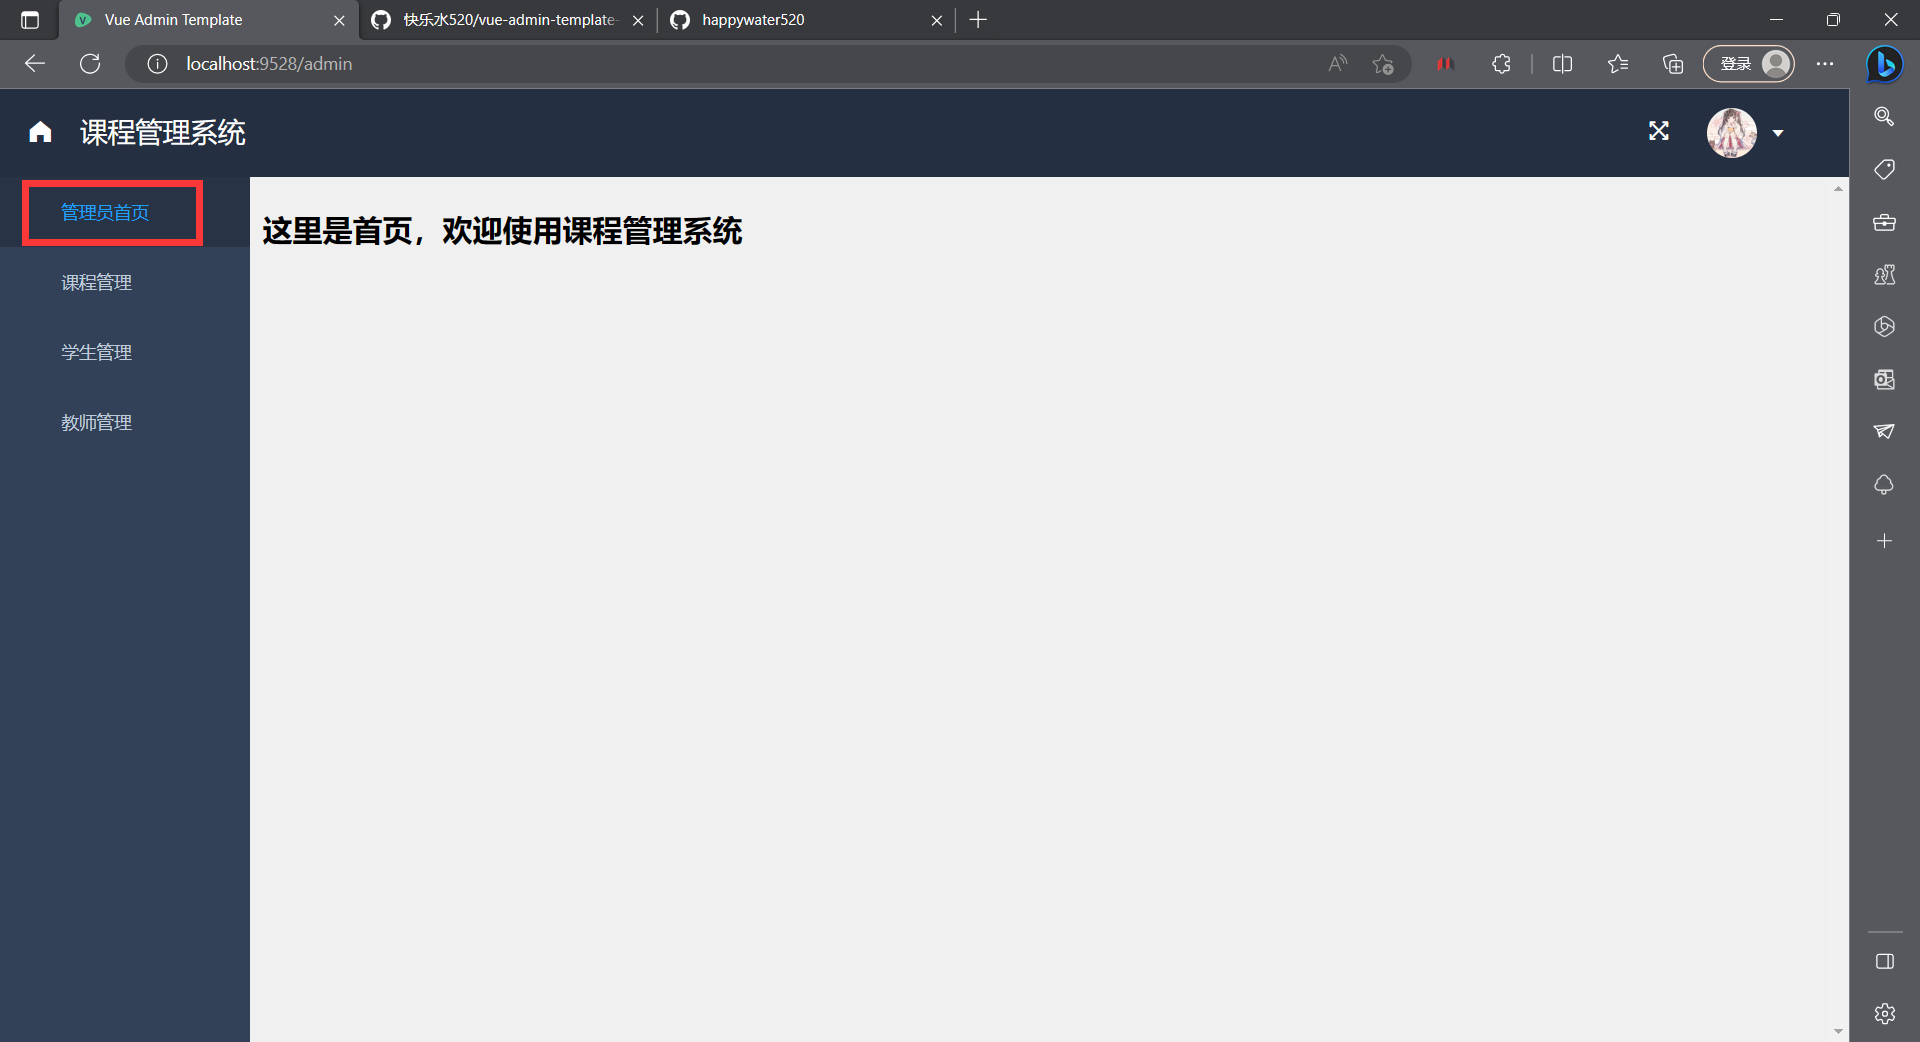 Vue Admin Template
快乐水520/vue-admin-template-
happywater520
localhost:9528/admin
登录
课程管理系统
管理员首页
课程管理
学生管理
教师管理
这里是首页，欢迎使用课程管理系统